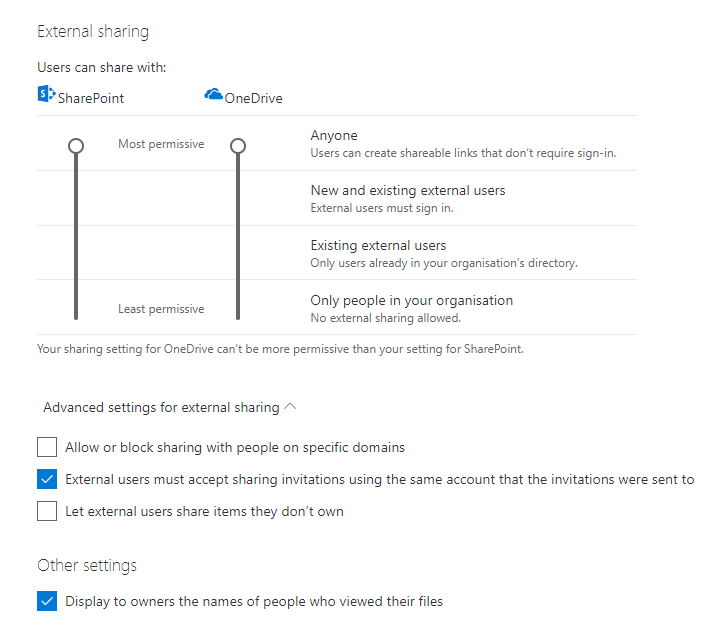 External sharing
Users can share with:
SharePoint
OneDrive
Most permissive
Anyone
Users can create shareable links that don't require sign-in.
New and existing external users
External users must sign in.
Existing external users
Only users already in your organisation's directory.
Least permissive
Only people in your organisation
No external sharing allowed.
Your sharing setting for OneDrive can't be more permissive than your setting for SharePoint.
Advanced settings for external sharing
Allow or block sharing with people on specific domains
External users must accept sharing invitations using the same account that the invitations were sent to
Let external users share items they don't own
Other settings
Display to owners the names of people who viewed their files